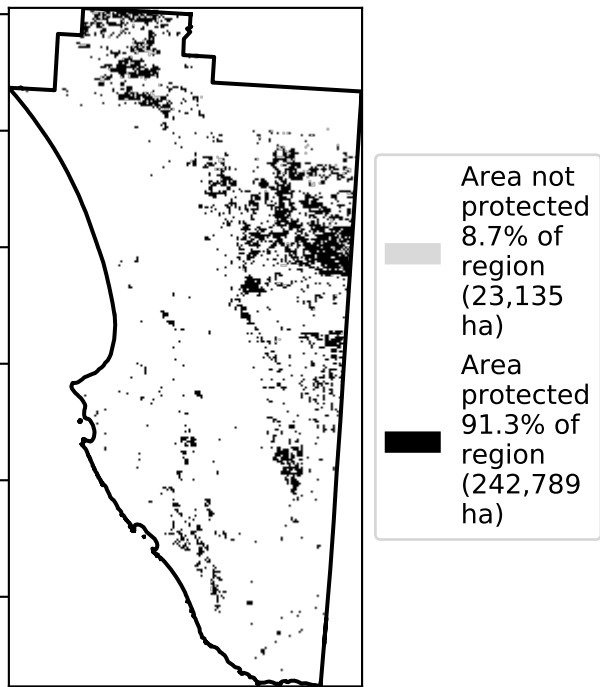 Area not
protected
8.7% of
region
(23,135
ha)
Area
protected
91.3% of
region
(242,789
ha)